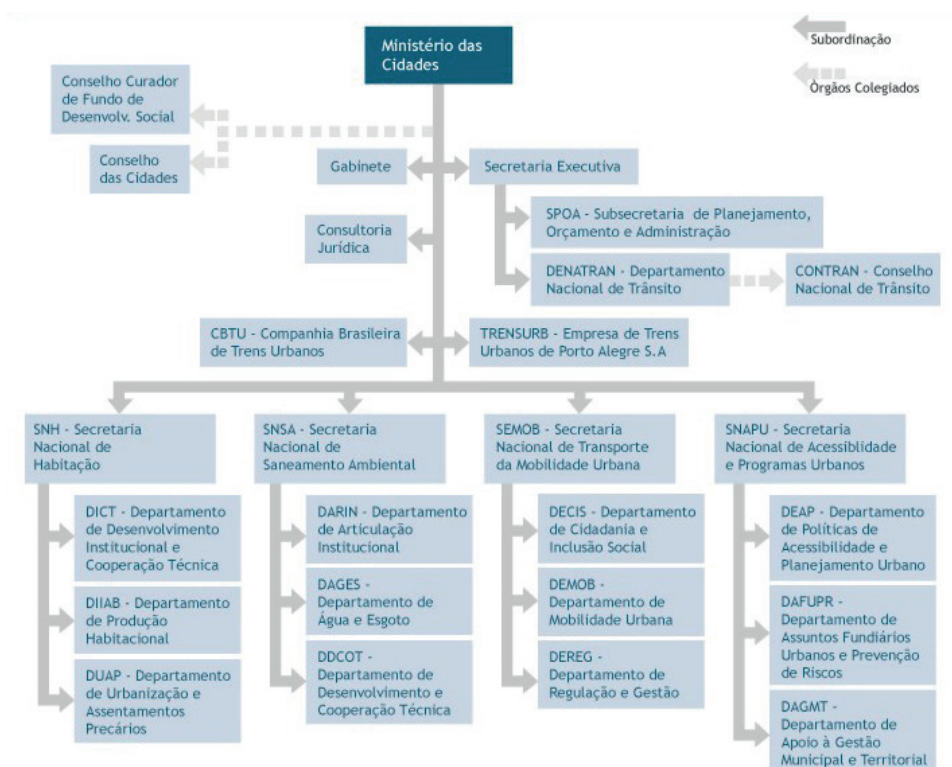 Ministério das
Cidades
Subordinação
Òrgãos Colegiados
Conselho Curador
de Fundo de
Desenvolv. Social
Conselho
das Cidades
Gabinete
Secretaria Executiva
Consultoria
Jurídica
SPOA - Subsecretaria de Planejamento,
Orçamento e Administração
DENATRAN - Departamento
Nacional de Trânsito
CONTRAN - Conselho
Nacional de Trânsito
CBTU - Companhia Brasileira
de Trens Urbanos
TRENSURB - Empresa de Trens
Urbanos de Porto Alegre S.A
SNH - Secretaria
Nacional de
Habitação
DICT - Departamento
de Desenvolvimento
Institucional e
Cooperação Técnica
DIIAB - Departamento
de Produção
Habitacional
DUAP - Departamento
de Urbanização e
Assentamentos
Precários
SNSA - Secretaria
Nacional de
Saneamento Ambiental
DARIN - Departamento
de Articulação
Institucional
DAGES -
Departamento de
Água e Esgoto
DDCOT -
Departamento de
Desenvolvimento e
Cooperação Técnica
SEMOB - Secretaria
Nacional de Transporte
da Mobilidade Urbana
DECIS - Departamento
de Cidadania e
Inclusão Social
DEMOB -
Departamento de
Mobilidade Urbana
DEREG -
Departamento de
Regulação e Gestão
SNAPU - Secretaria
Nacional de Acessiblidade
e Programas Urbanos
DEAP - Departamento
de Políticas de
Acessibilidade e
Planejamento Urbano
DAFUPR -
Departamento de
Assuntos Fundiários
Urbanos e Prevenção
de Riscos
DAGMT -
Departamento de
Apoio à Gestão
Municipal e Territorial